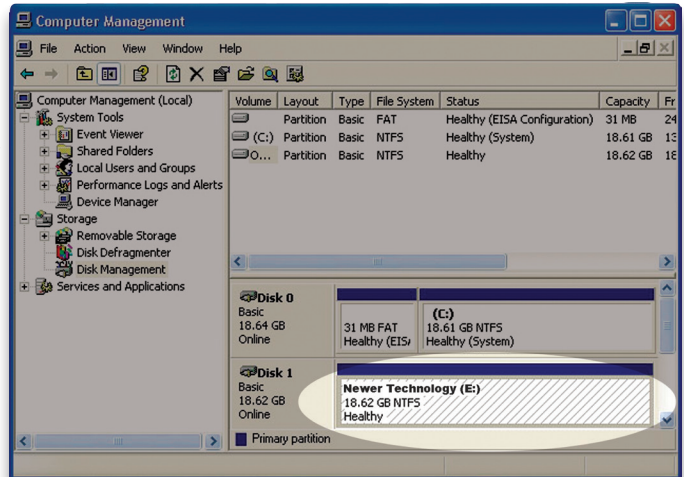 Computer Management
File Action View Window Help
Computer Management (Local)
System Tools
Event Viewer
Shared Folders
Local Users and Groups
Performance Logs and Alerts
Device Manager
Storage
Removable Storage
Disk Defragmenter
Disk Management
Services and Applications
Volume Layout Type File System Status Capacity Fr
Partition Basic FAT Healthy (EISA Configuration) 31 MB 24
(C:) Partition Basic NTFS Healthy (System) 18.61 GB 13
O... Partition Basic NTFS Healthy 18.62 GB 18
Disk 0
Basic
18.64 GB
Online
31 MB FAT
Healthy (EISA
(C:)
18.61 GB NTFS
Healthy (System)
Disk 1
Basic
18.62 GB
Online
Newer Technology (E:)
18.62 GB NTFS
Healthy
Primary partition